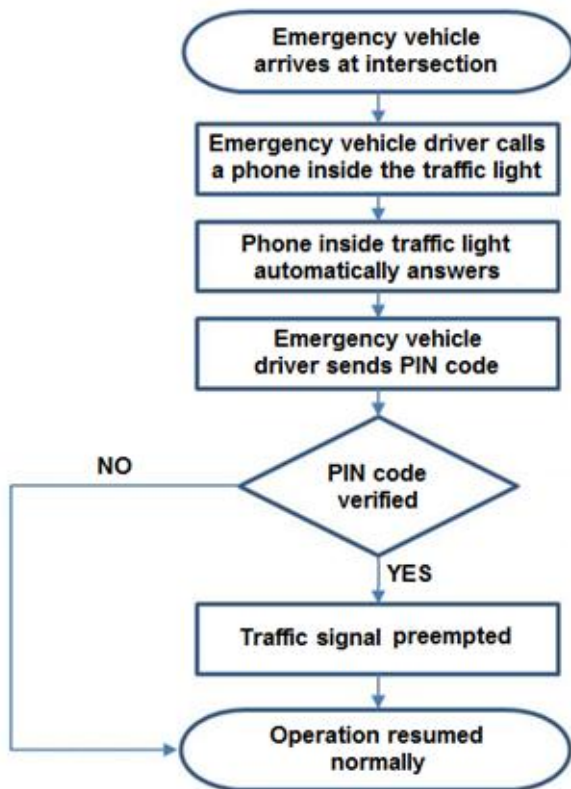 Emergency vehicle
arrives at intersection
Emergency vehicle driver calls
a phone inside the traffic light
Phone inside traffic light
automatically answers
Emergency vehicle
driver sends PIN code
NO
PIN code
verified
YES
Traffic signal preempted
Operation resumed
normally